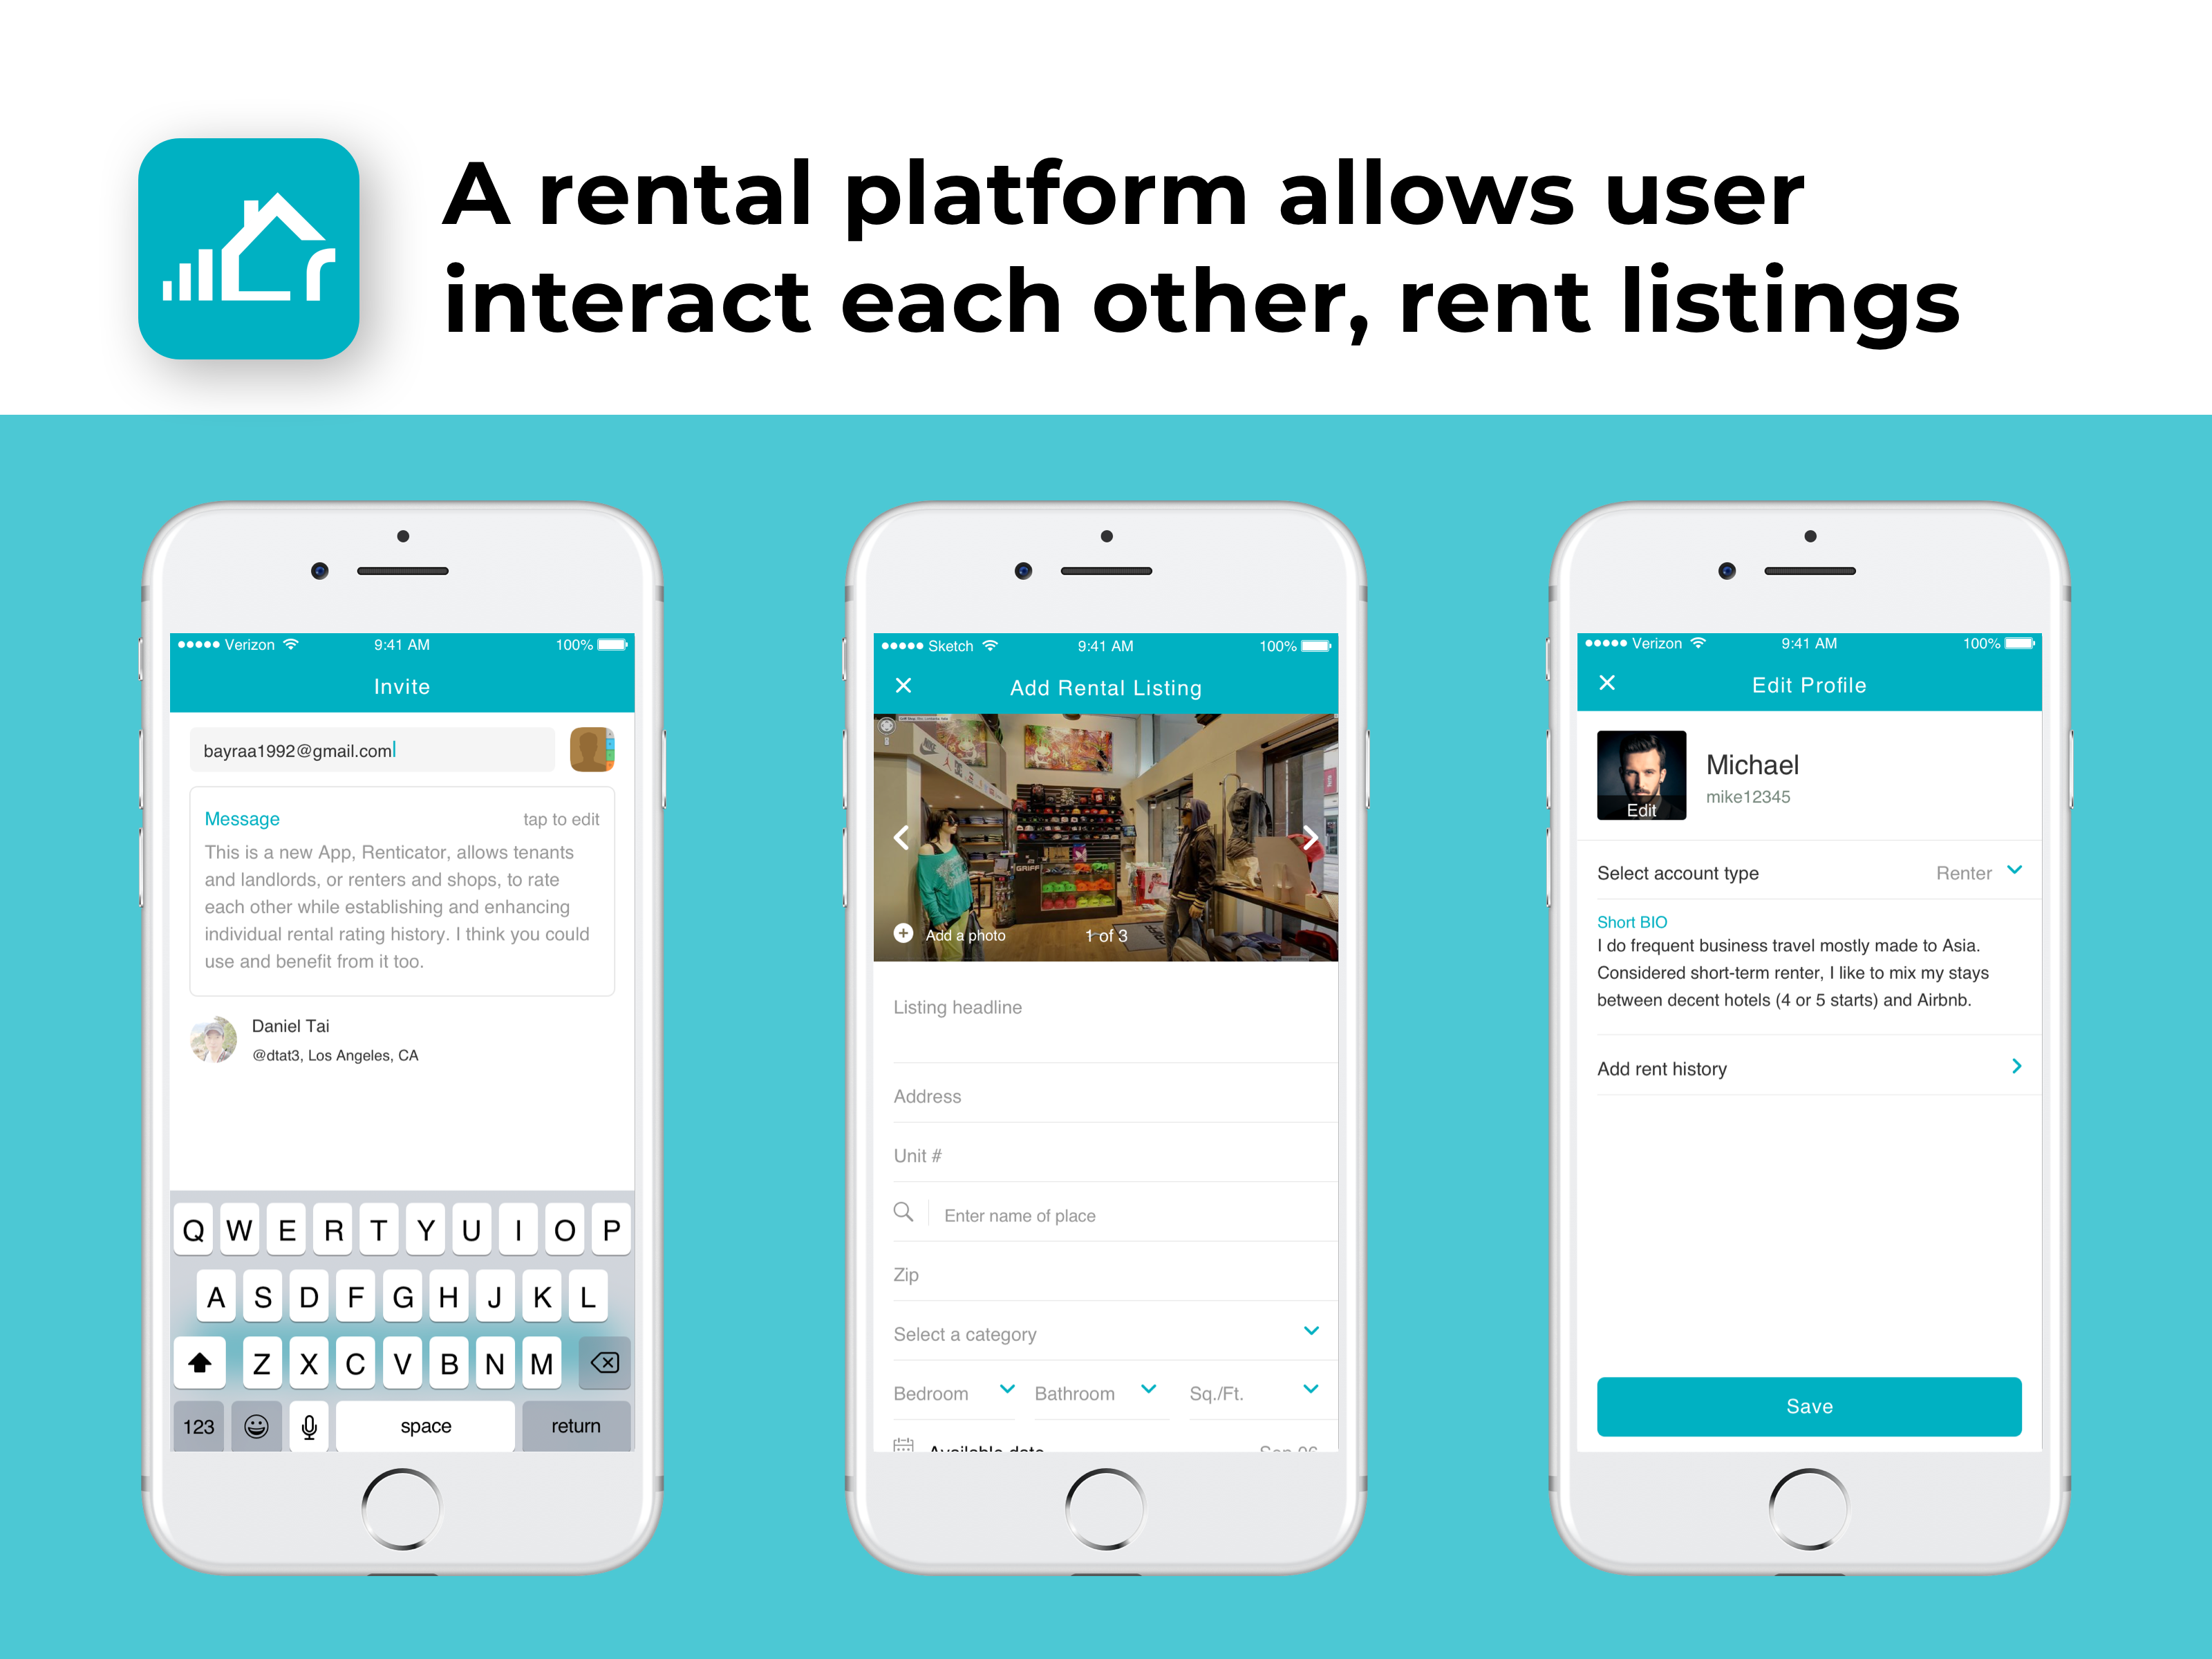 A rental platform allows user
interact each other, rent listings
Verizon
9:41 AM
100%
Invite
bayraa1992@gmail.com
Message
tap to edit
This is a new App, Renticator, allows tenants
and landlords, or renters and shops, to rate
each other while establishing and enhancing
individual rental rating history. I think you could
use and benefit from it too.
Daniel Tai
@dtat3, Los Angeles, CA
Q W E R T Y U I O P
A S D F G H J K L
Z X C V B N M
123
space
return
Sketch
9:41 AM
100%
Add Rental Listing
GRIFF
Add a photo
1 of 3
Listing headline
Address
Unit #
Enter name of place
Zip
Select a category
Bedroom
Bathroom
Sq./Ft.
Available date
Sep 06
Verizon
9:41 AM
100%
Edit Profile
Edit
Michael
mike12345
Select account type
Renter
Short BIO
I do frequent business travel mostly made to Asia.
Considered short-term renter, I like to mix my stays
between decent hotels (4 or 5 starts) and Airbnb.
Add rent history
Save